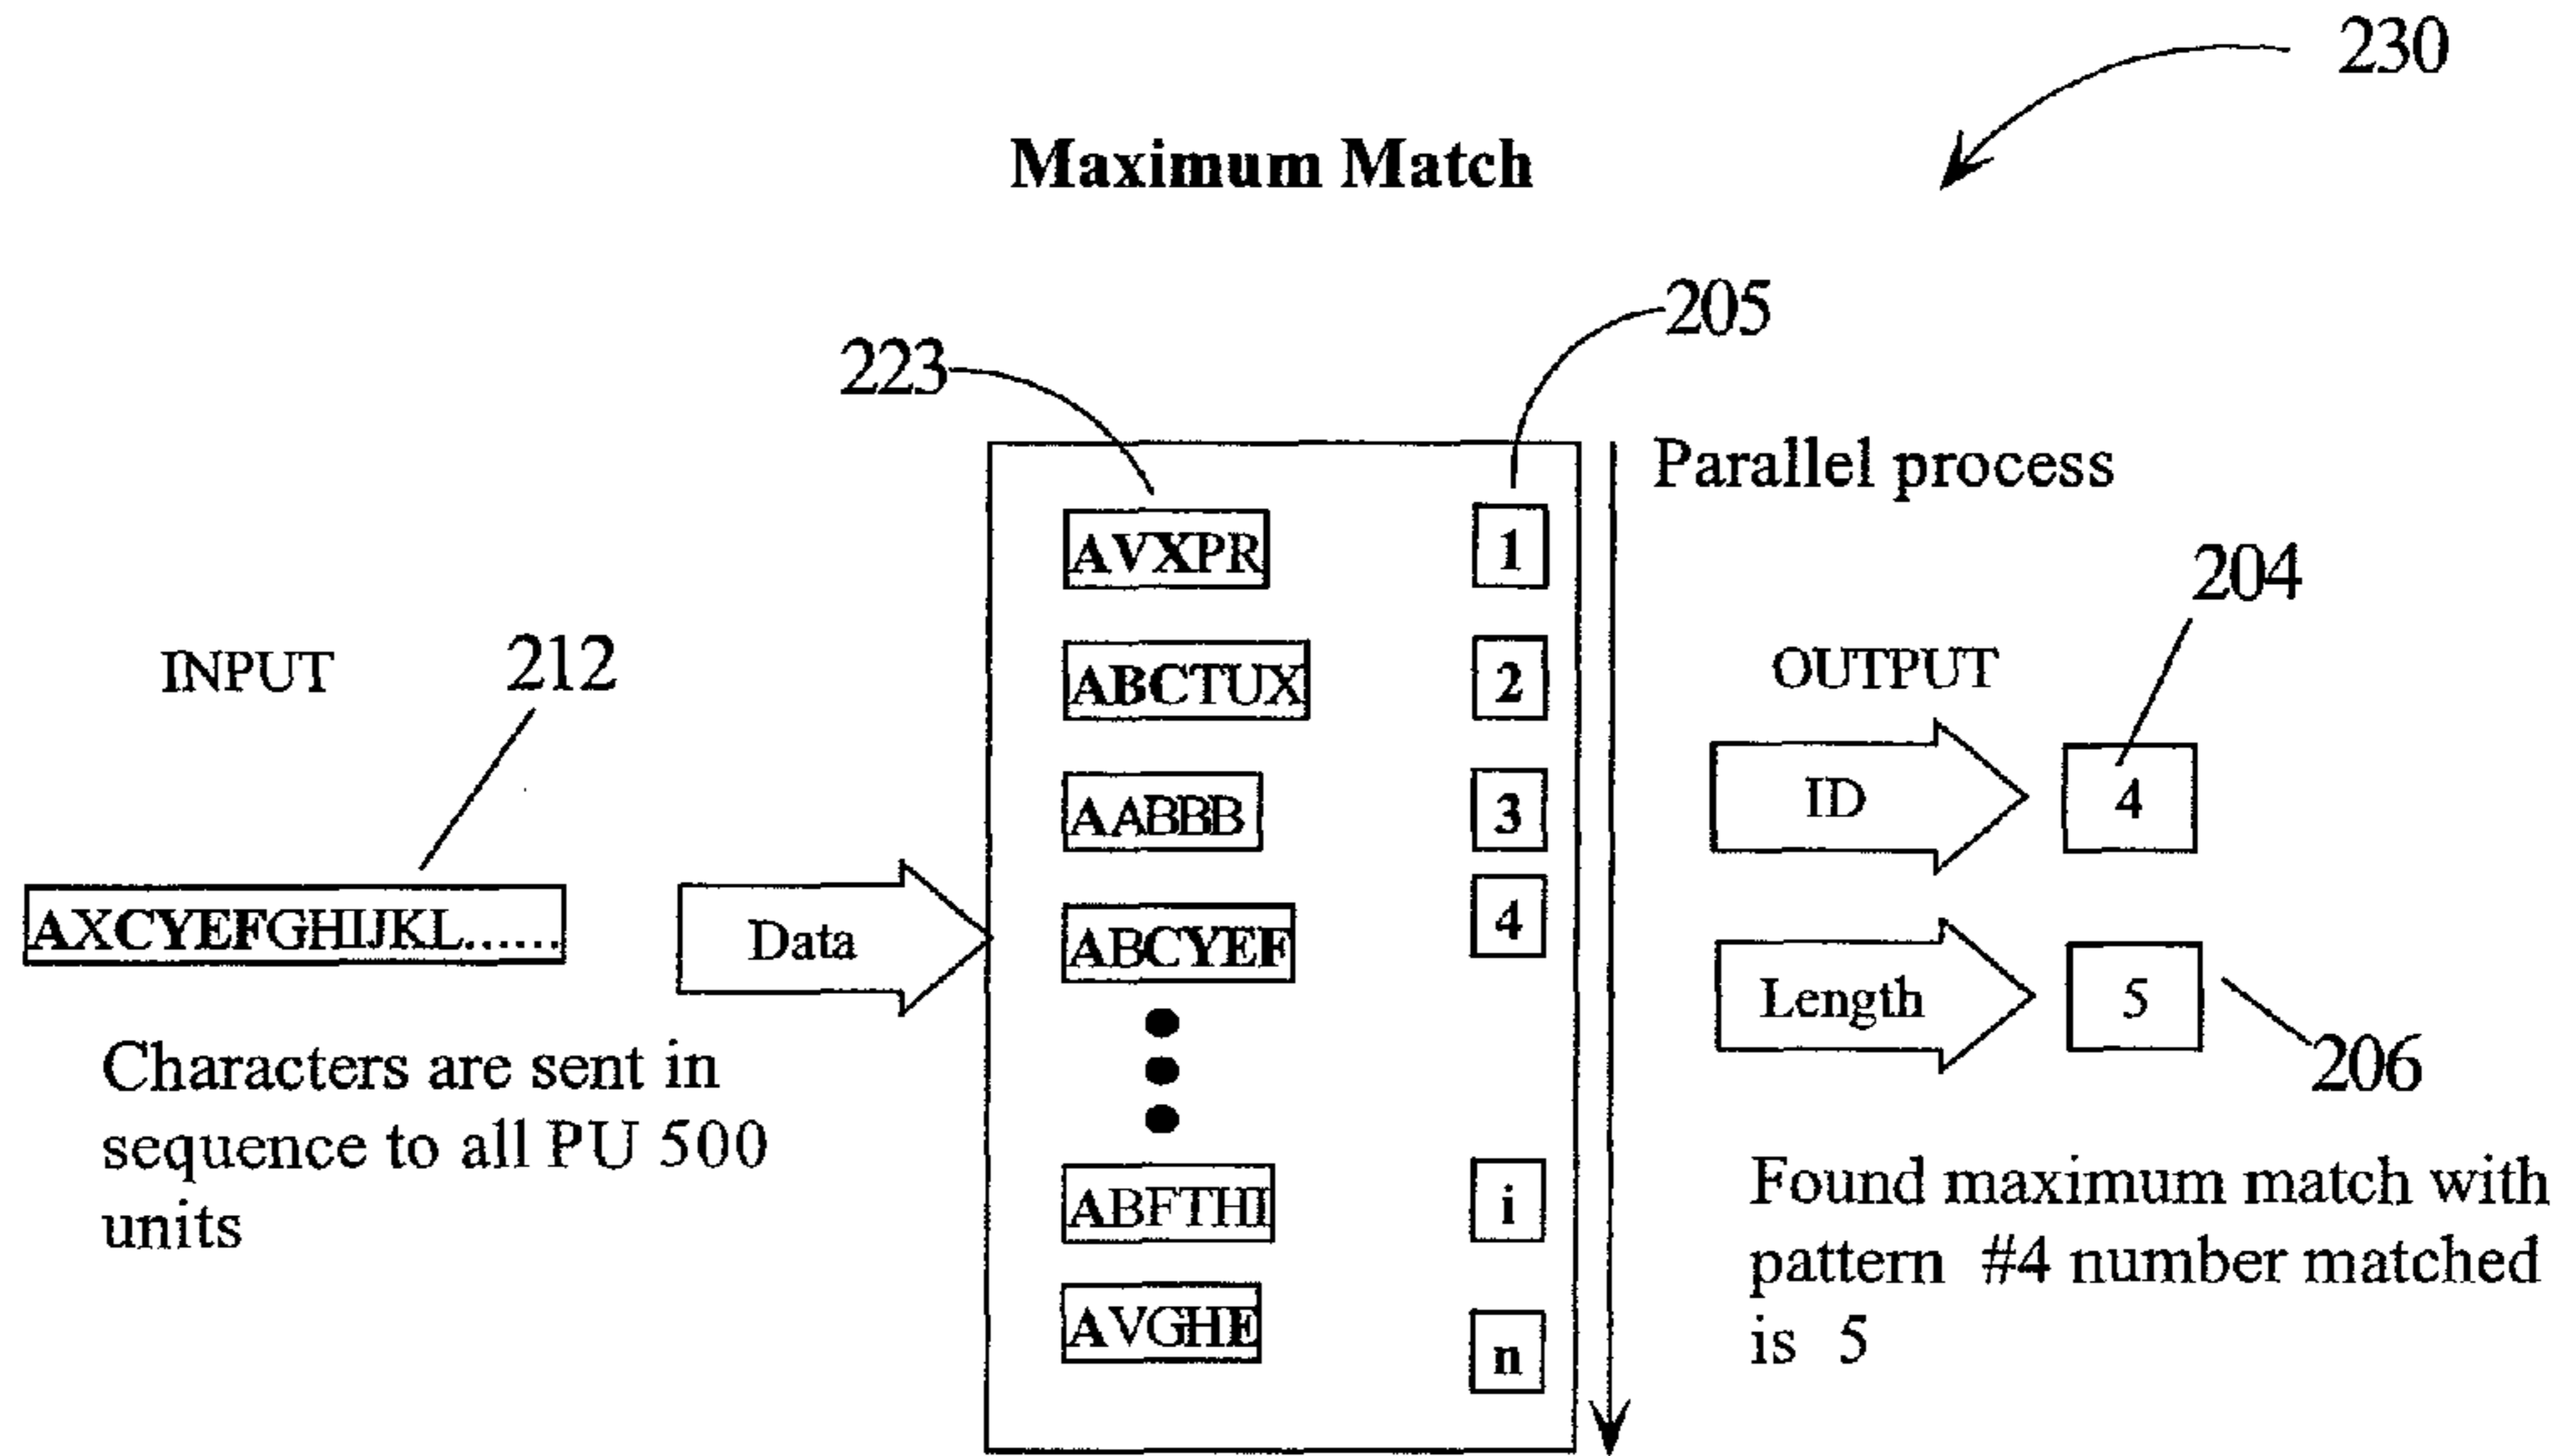 230
Maximum Match
205
223
Parallel process
AVXPR
1
204
INPUT
212
ABCTUX
2
OUTPUT
AABBB
3
ID
4
AXCYEFGHIJKL......
Data
ABCYEF
4
Length
5
206
Characters are sent in
sequence to all PU 500
units
ABFTHI
i
AVGHE
n
Found maximum match with
pattern #4 number matched
is 5